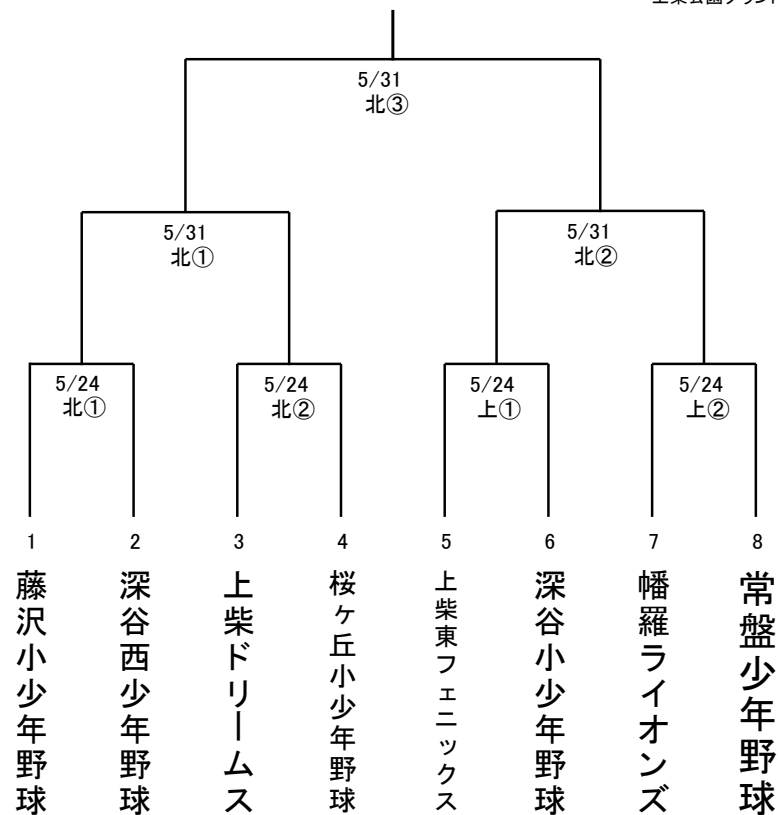 5/31
北③
5/31
北①
5/31
北②
5/24
北①
5/24
北②
5/24
上①
5/24
上②
1
2
3
4
5
6
7
8
藤沢小少年野球
深谷西少年野球
上柴ドリームス
桜ヶ丘小少年野球
上柴東フェニックス
深谷小少年野球
幡羅ライオンズ
常盤少年野球